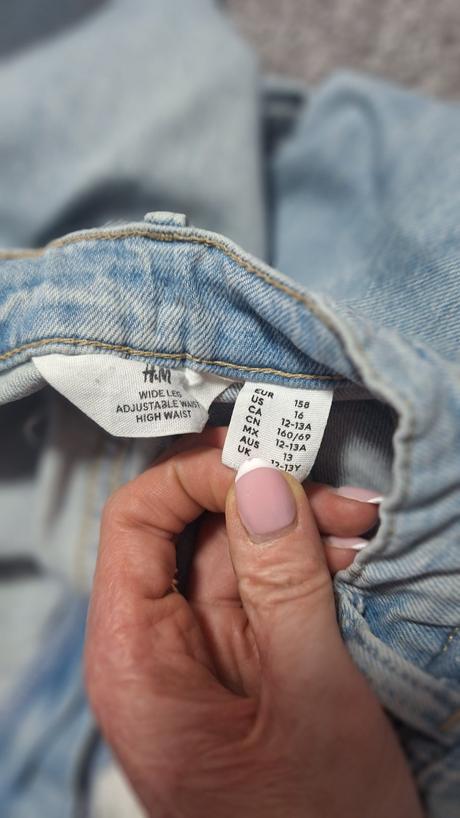 H&M
WIDE LEG
ADJUSTABLE WAIST
HIGH WAIST
EUR 158
US 16
CA 12-13A
CN 160/69
MX 12-13A
AUS 13
UK 12-13Y